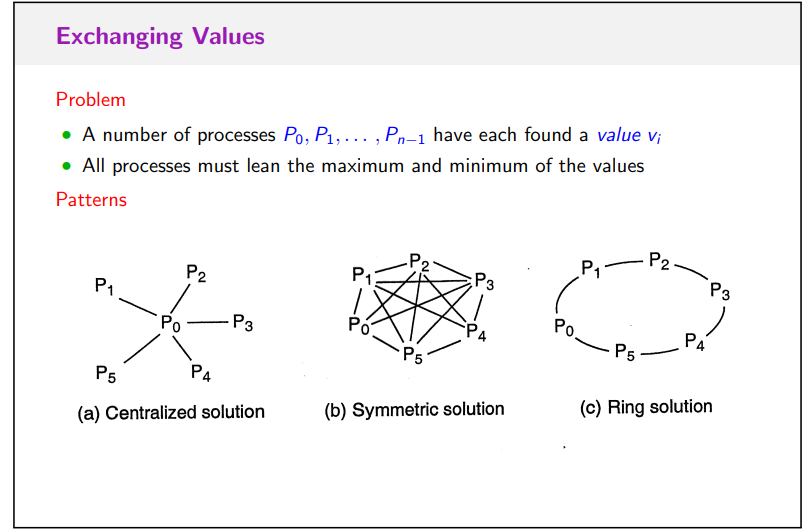 Exchanging Values
Problem
• A number of processes P₀, P₁, . . . , Pₙ₋₁ have each found a value vᵢ
• All processes must lean the maximum and minimum of the values
Patterns
P₁ P₂ P₀ P₃ P₅ P₄
(a) Centralized solution
P₁ P₂ P₃ P₀ P₄ P₅
(b) Symmetric solution
P₁ P₂ P₃ P₀ P₅ P₄
(c) Ring solution